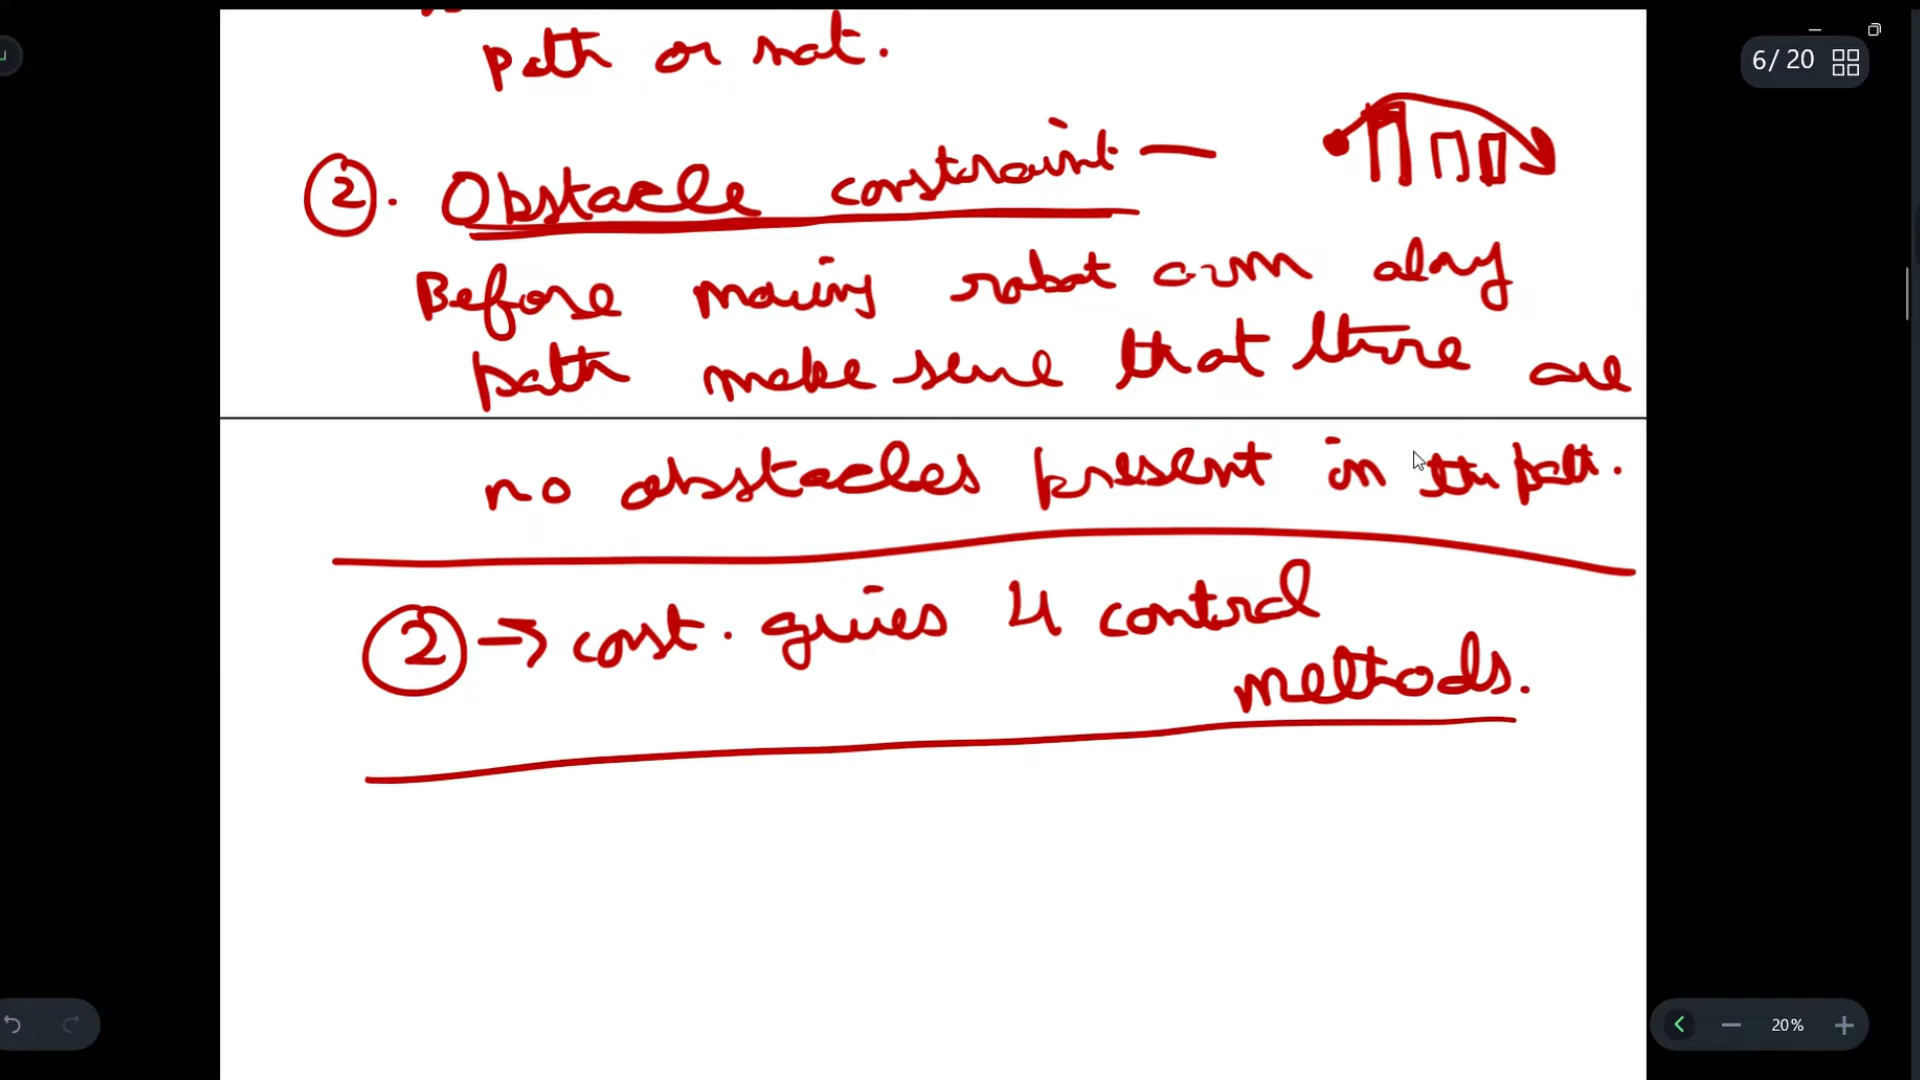 path or not.
6/ 20
②. Obstacle constraint —
Before moving robot arm along
path make sure that there are
no obstacles present in the path.
② → const. gives 4 control
methods.
20%